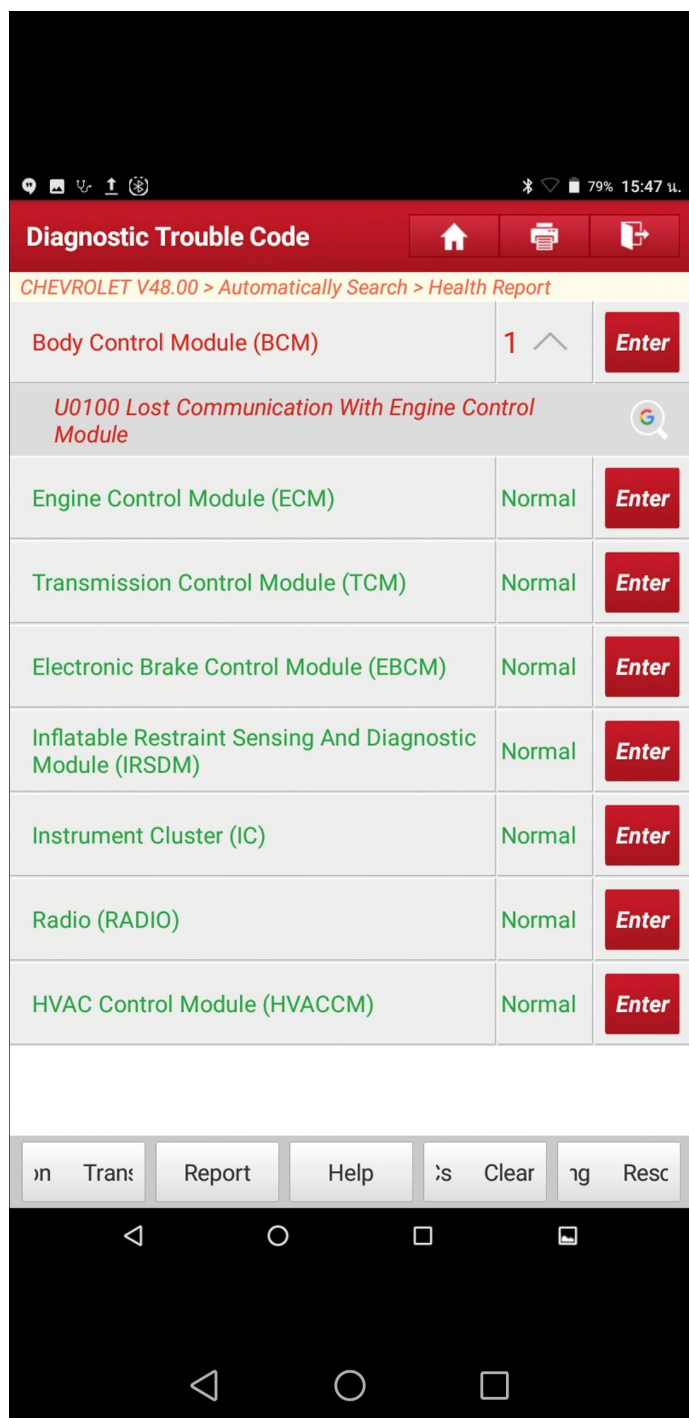 79% 15:47 น.
Diagnostic Trouble Code
CHEVROLET V48.00 > Automatically Search > Health Report
Body Control Module (BCM) 1 Enter
U0100 Lost Communication With Engine Control
Module
Engine Control Module (ECM) Normal Enter
Transmission Control Module (TCM) Normal Enter
Electronic Brake Control Module (EBCM) Normal Enter
Inflatable Restraint Sensing And Diagnostic
Module (IRSDM) Normal Enter
Instrument Cluster (IC) Normal Enter
Radio (RADIO) Normal Enter
HVAC Control Module (HVACCM) Normal Enter
Report Help Clear